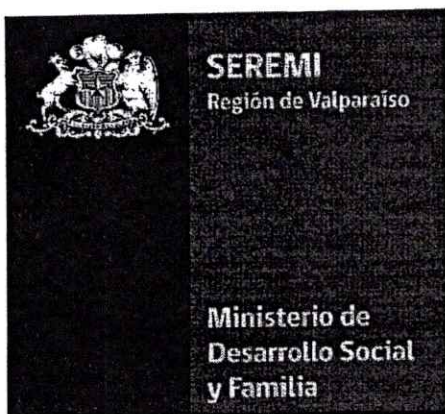 SEREMI
Región de Valparaíso
Ministerio de
Desarrollo Social
y Familia